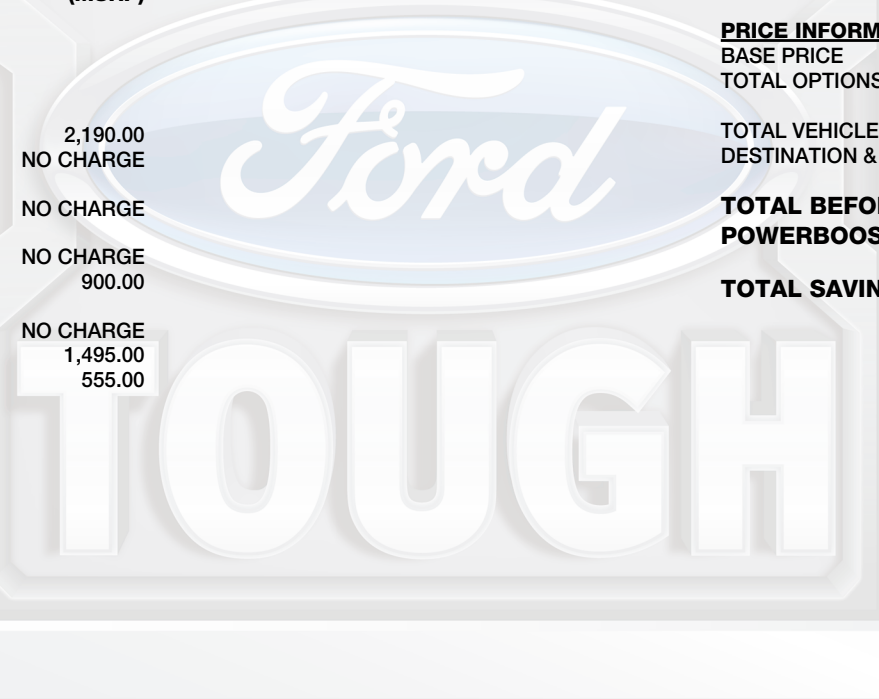 (MSRP)
2,190.00
NO CHARGE
NO CHARGE
NO CHARGE
900.00
NO CHARGE
1,495.00
555.00
PRICE INFORM
BASE PRICE
TOTAL OPTIONS
TOTAL VEHICLE
DESTINATION &
TOTAL BEFO
POWERBOOS
TOTAL SAVIN
Ford
TOUGH